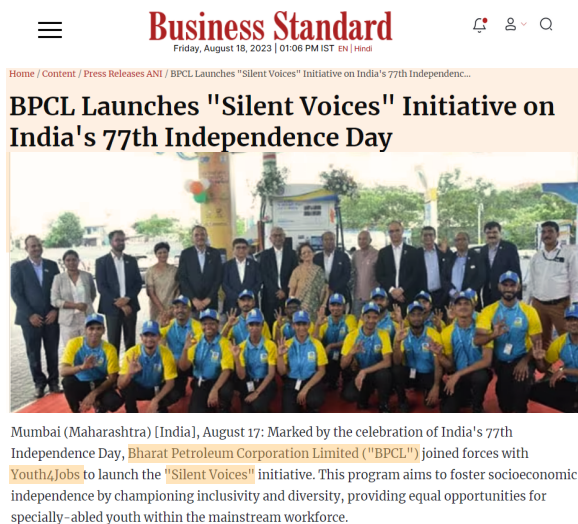 Business Standard
Friday, August 18, 2023 | 01:06 PM IST EN | Hindi
Home / Content / Press Releases ANI / BPCL Launches "Silent Voices" Initiative on India's 77th Independenc...
BPCL Launches "Silent Voices" Initiative on
India's 77th Independence Day
Mumbai (Maharashtra) [India], August 17: Marked by the celebration of India's 77th
Independence Day, Bharat Petroleum Corporation Limited ("BPCL") joined forces with
Youth4Jobs to launch the "Silent Voices" initiative. This program aims to foster socioeconomic
independence by championing inclusivity and diversity, providing equal opportunities for
specially-abled youth within the mainstream workforce.